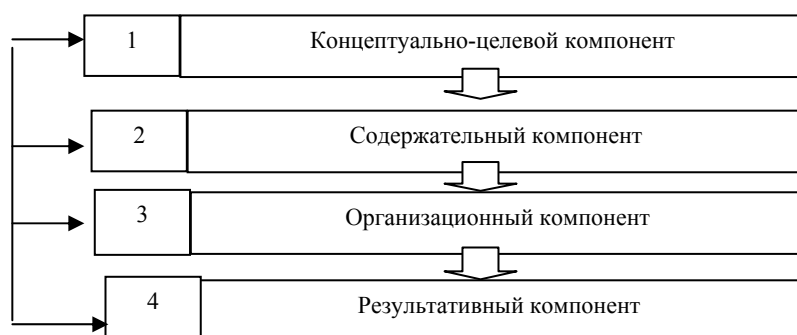 1 Концептуально-целевой компонент
2 Содержательный компонент
3 Организационный компонент
4 Результативный компонент